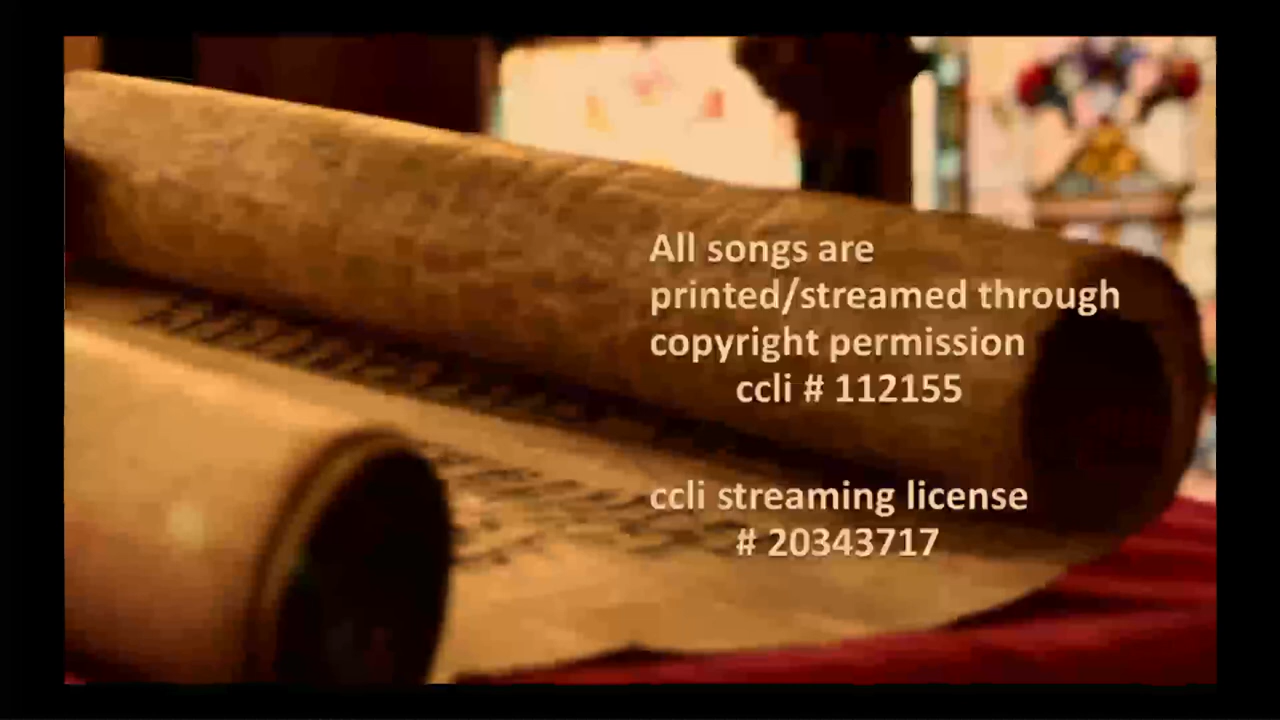 All songs are
printed/streamed through
copyright permission
ccli # 112155
ccli streaming license
# 20343717